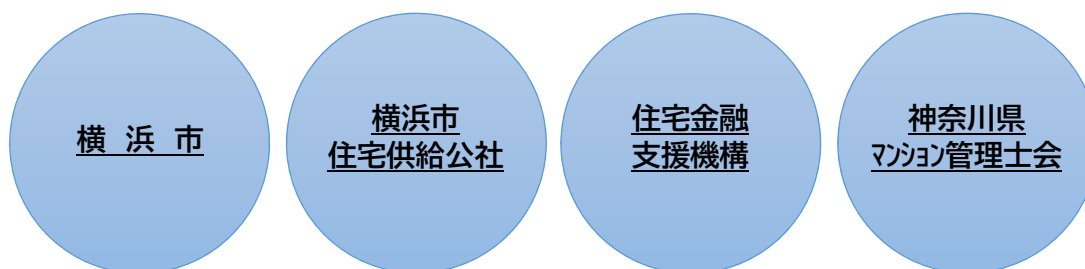 横 浜 市
横浜市
住宅供給公社
住宅金融
支援機構
神奈川県
ﾏﾝｼｮﾝ管理士会